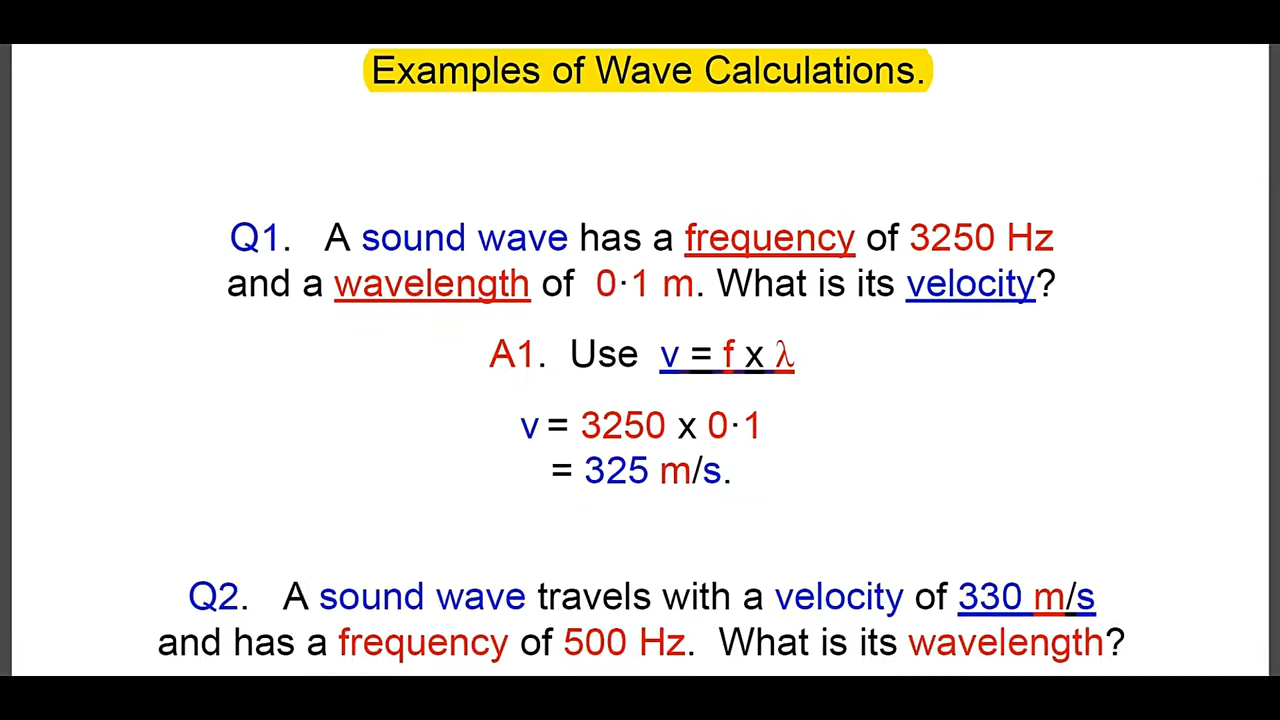 Examples of Wave Calculations.
Q1. A sound wave has a frequency of 3250 Hz
and a wavelength of 0·1 m. What is its velocity?
A1. Use v = f x λ
v = 3250 x 0·1
= 325 m/s.
Q2. A sound wave travels with a velocity of 330 m/s
and has a frequency of 500 Hz. What is its wavelength?